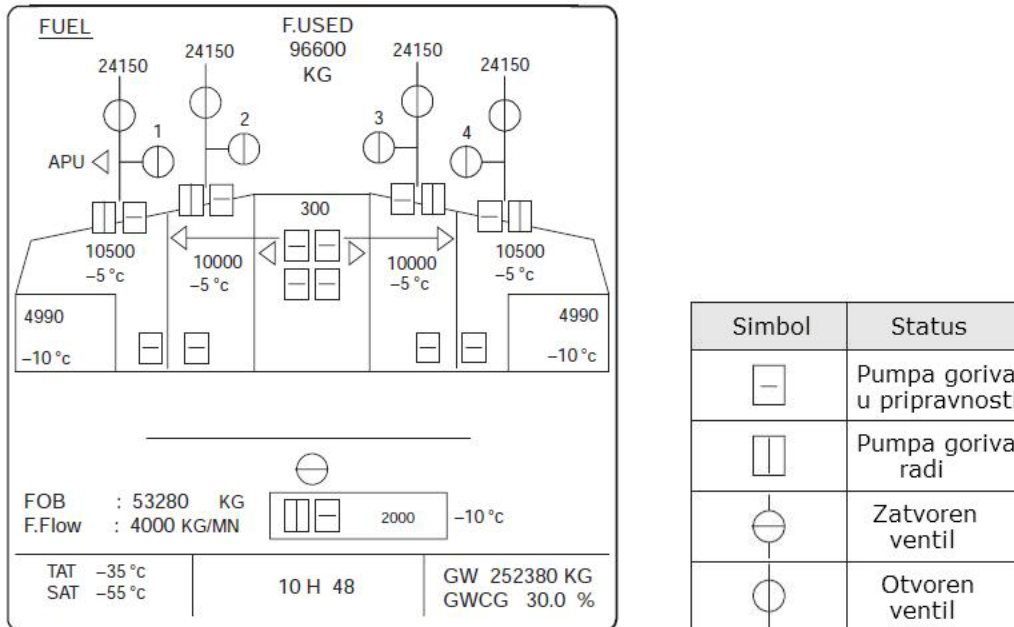 FUEL
F.USED
96600
KG
24150
24150
24150
24150
1
2
3
4
APU
300
10500
–5 °c
10000
–5 °c
10000
–5 °c
10500
–5 °c
4990
–10 °c
4990
–10 °c
FOB : 53280 KG
F.Flow : 4000 KG/MN
2000
–10 °c
TAT –35 °c
SAT –55 °c
10 H 48
GW 252380 KG
GWCG 30.0 %
Simbol Status
Pumpa goriva
u pripravnosti
Pumpa goriva
radi
Zatvoren
ventil
Otvoren
ventil